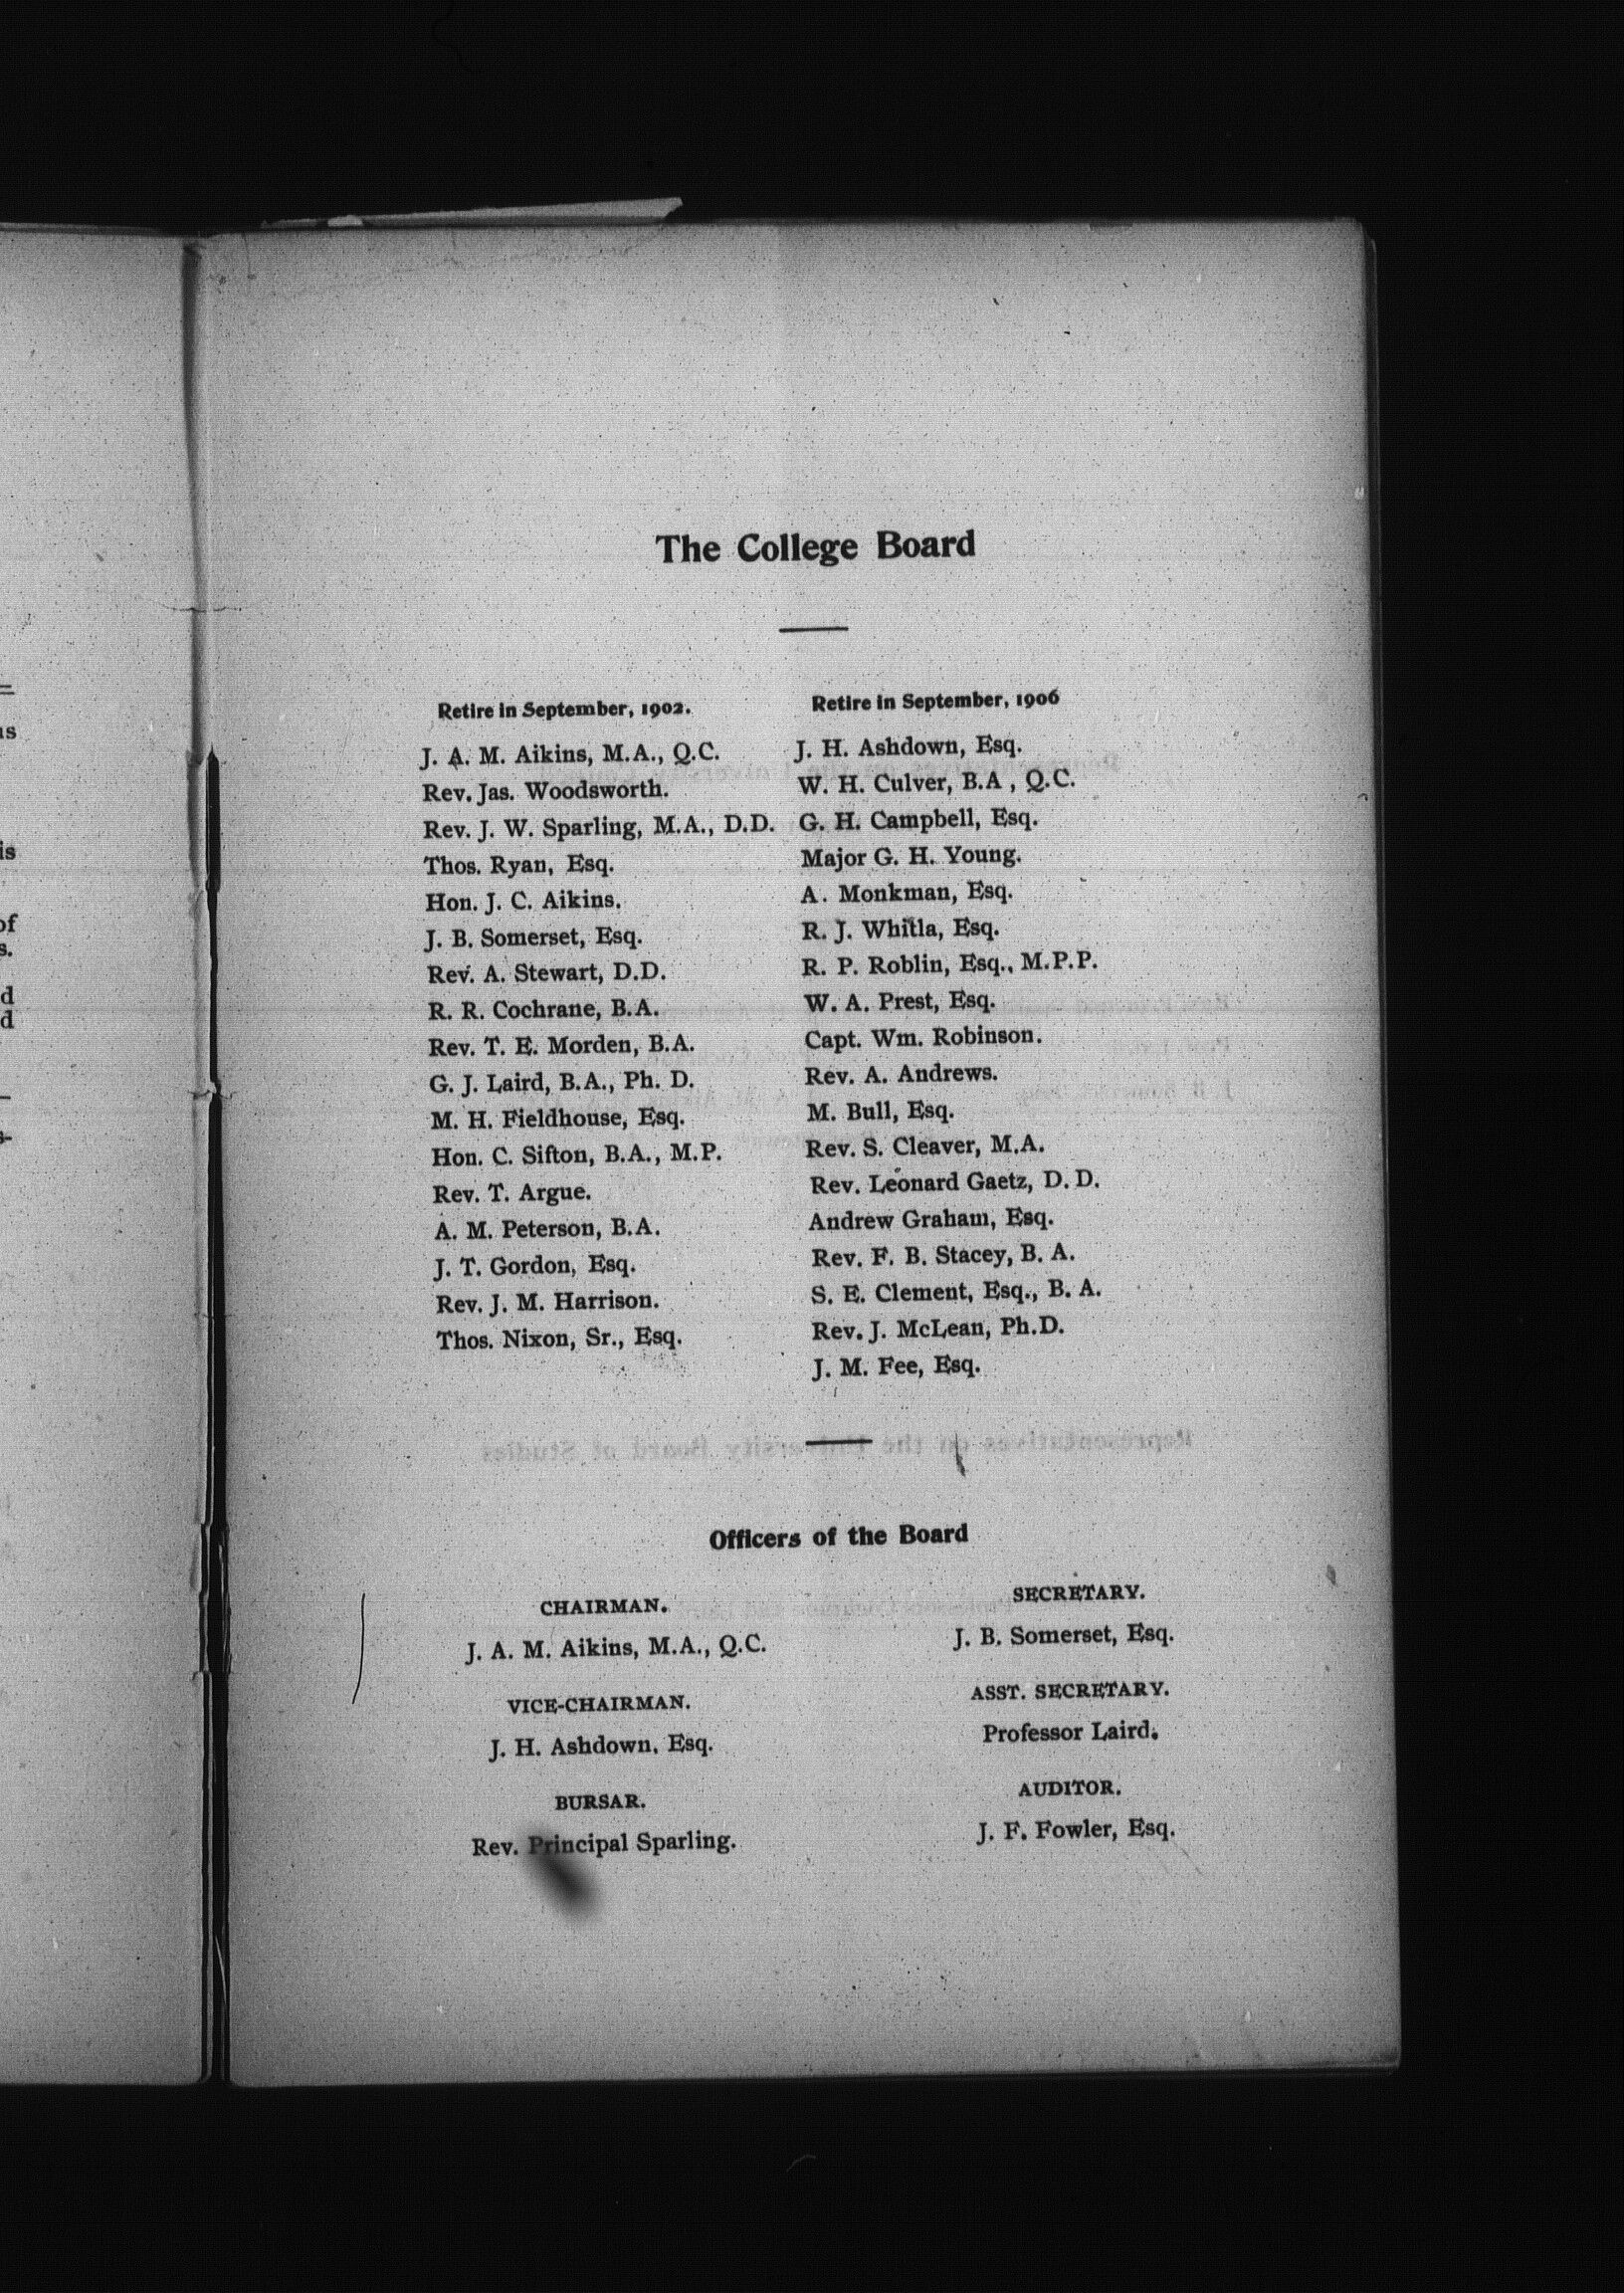 The College Board
Retire in September, 1902.
J. A. M. Aikins, M.A., Q.C.
Rev. Jas. Woodsworth.
Rev. J. W. Sparling, M.A., D.D.
Thos. Ryan, Esq.
Hon. J. C. Aikins.
J. B. Somerset, Esq.
Rev. A. Stewart, D.D.
R. R. Cochrane, B.A.
Rev. T. E. Morden, B.A.
G. J. Laird, B.A., Ph. D.
M. H. Fieldhouse, Esq.
Hon. C. Sifton, B.A., M.P.
Rev. T. Argue.
A. M. Peterson, B.A.
J. T. Gordon, Esq.
Rev. J. M. Harrison.
Thos. Nixon, Sr., Esq.
Retire in September, 1906
J. H. Ashdown, Esq.
W. H. Culver, B.A , Q.C.
G. H. Campbell, Esq.
Major G. H. Young.
A. Monkman, Esq.
R. J. Whitla, Esq.
R. P. Roblin, Esq., M.P.P.
W. A. Prest, Esq.
Capt. Wm. Robinson.
Rev. A. Andrews.
M. Bull, Esq.
Rev. S. Cleaver, M.A.
Rev. Leonard Gaetz, D. D.
Andrew Graham, Esq.
Rev. F. B. Stacey, B. A.
S. E. Clement, Esq., B. A.
Rev. J. McLean, Ph.D.
J. M. Fee, Esq.
Officers of the Board
CHAIRMAN.
J. A. M. Aikins, M.A., Q.C.
VICE-CHAIRMAN.
J. H. Ashdown, Esq.
BURSAR.
Rev. Principal Sparling.
SECRETARY.
J. B. Somerset, Esq.
ASST. SECRETARY.
Professor Laird.
AUDITOR.
J. F. Fowler, Esq.